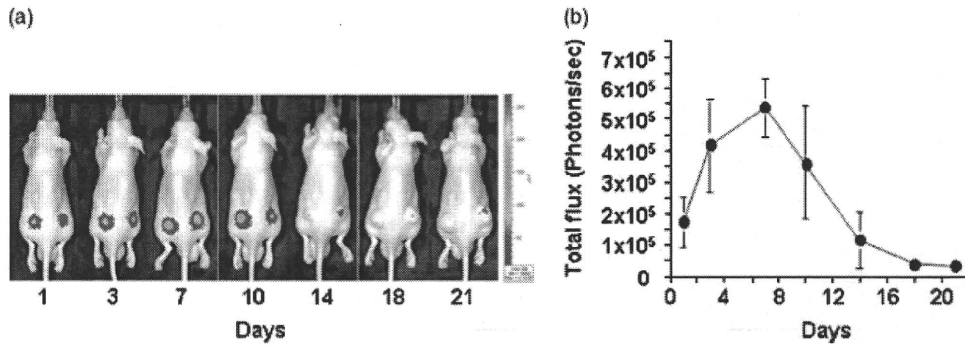 (a)
1 3 7 10 14 18 21
Days
(b)
Total flux (Photons/sec)
7x10⁵
6x10⁵
5x10⁵
4x10⁵
3x10⁵
2x10⁵
1x10⁵
0
0 4 8 12 16 20
Days